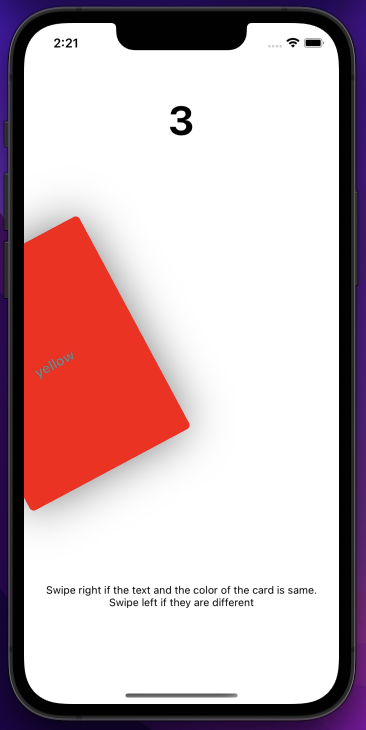 2:21
3
yellow
Swipe right if the text and the color of the card is same.
Swipe left if they are different